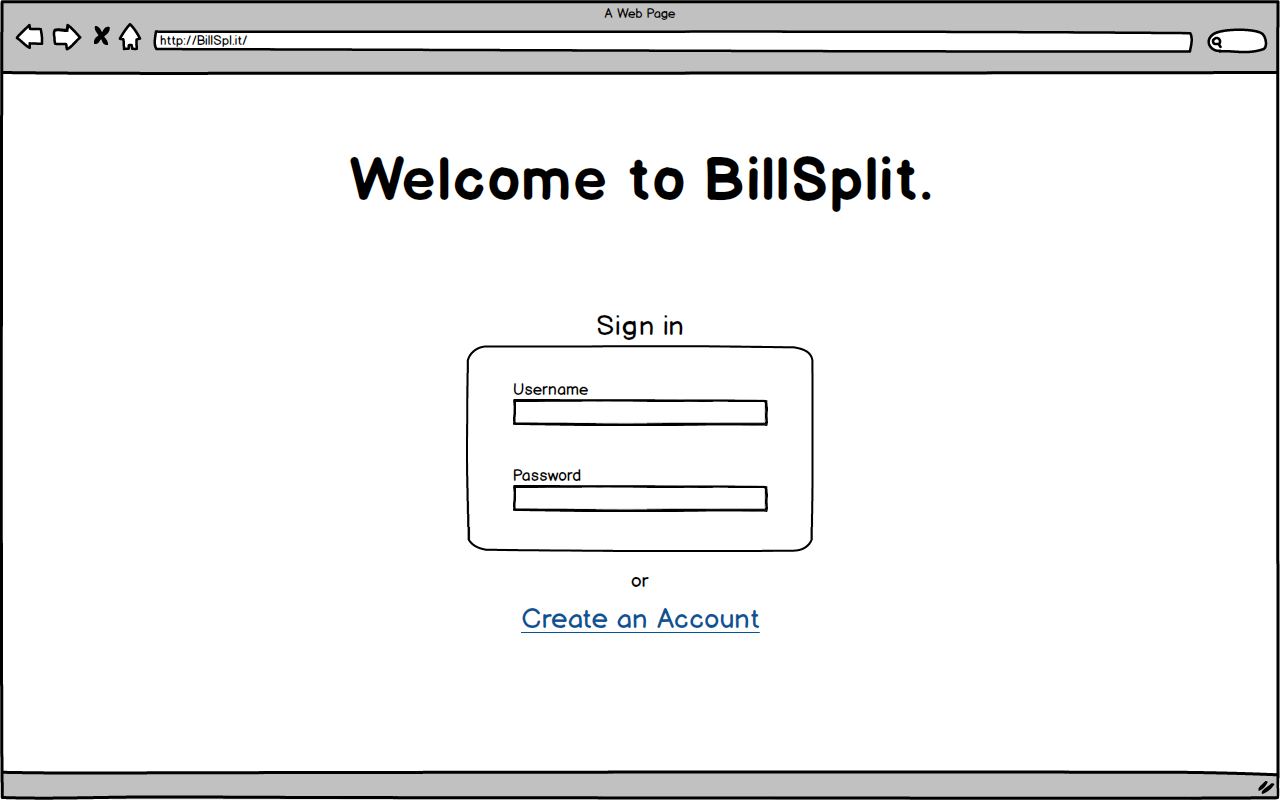 A Web Page
http://BillSpl.it/
Welcome to BillSplit.
Sign in
Username
Password
or
Create an Account